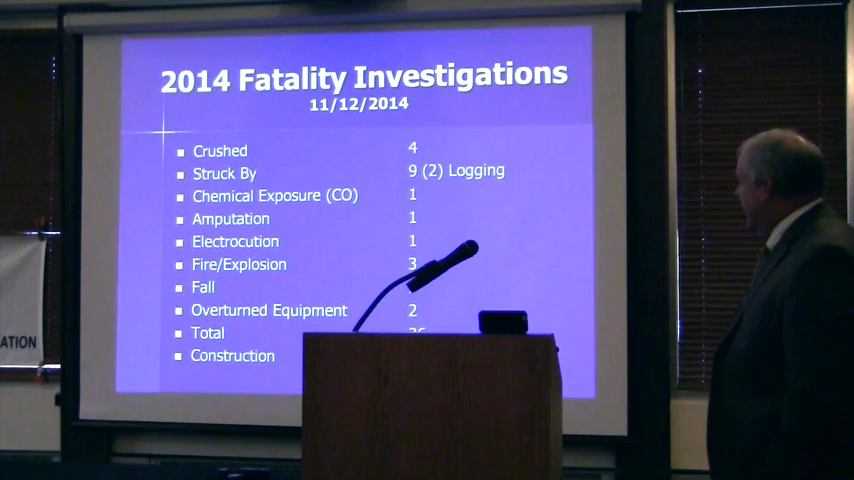 2014 Fatality Investigations
11/12/2014
Crushed 4
Struck By 9 (2) Logging
Chemical Exposure (CO) 1
Amputation 1
Electrocution 1
Fire/Explosion 3
Fall
Overturned Equipment 2
Total
Construction
ATION